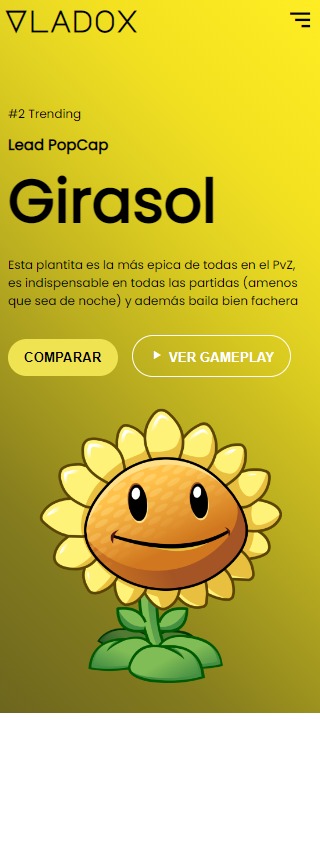 VLADOX
#2 Trending
Lead PopCap
Girasol
Esta plantita es la más epica de todas en el PvZ,
es indispensable en todas las partidas (amenos
que sea de noche) y además baila bien fachera
COMPARAR
VER GAMEPLAY